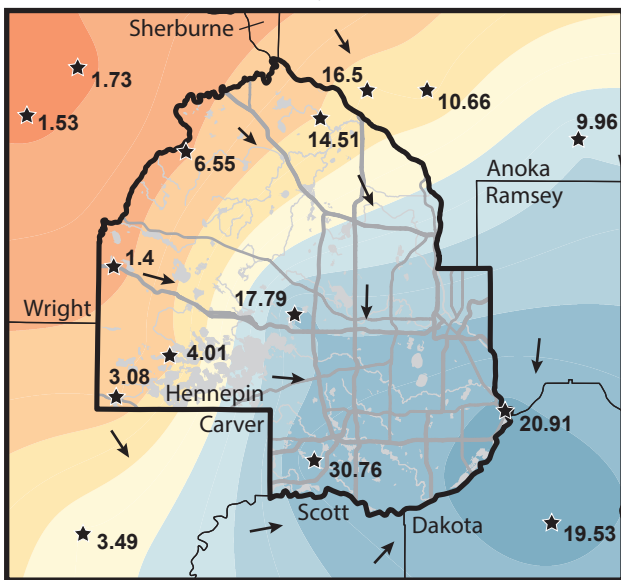 Sherburne
1.73
16.5
10.66
1.53
14.51
9.96
6.55
Anoka
Ramsey
1.4
17.79
Wright
4.01
3.08
Hennepin
Carver
20.91
30.76
Scott
Dakota
19.53
3.49